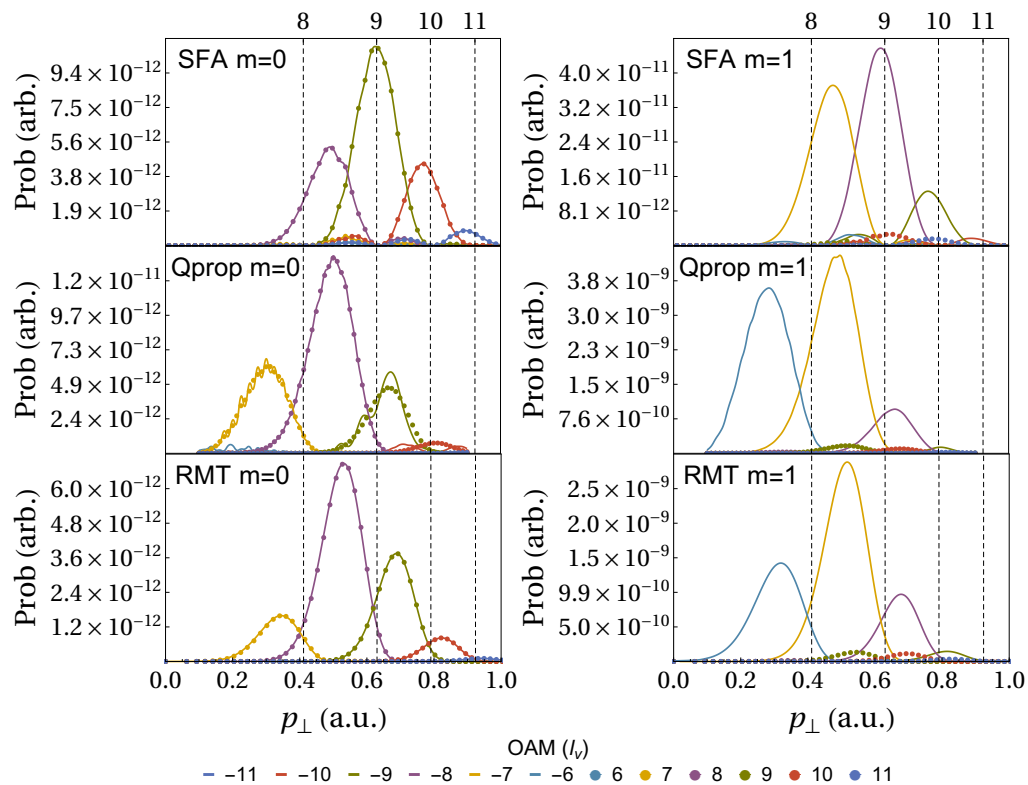 8 9 10 11
8 9 10 11
SFA m=0
Prob (arb.)
9.4 × 10⁻¹²
7.5 × 10⁻¹²
5.6 × 10⁻¹²
3.8 × 10⁻¹²
1.9 × 10⁻¹²
SFA m=1
Prob (arb.)
4.0 × 10⁻¹¹
3.2 × 10⁻¹¹
2.4 × 10⁻¹¹
1.6 × 10⁻¹¹
8.1 × 10⁻¹²
Qprop m=0
Prob (arb.)
1.2 × 10⁻¹¹
9.7 × 10⁻¹²
7.3 × 10⁻¹²
4.9 × 10⁻¹²
2.4 × 10⁻¹²
Qprop m=1
Prob (arb.)
3.8 × 10⁻⁹
3.0 × 10⁻⁹
2.3 × 10⁻⁹
1.5 × 10⁻⁹
7.6 × 10⁻¹⁰
RMT m=0
Prob (arb.)
6.0 × 10⁻¹²
4.8 × 10⁻¹²
3.6 × 10⁻¹²
2.4 × 10⁻¹²
1.2 × 10⁻¹²
RMT m=1
Prob (arb.)
2.5 × 10⁻⁹
2.0 × 10⁻⁹
1.5 × 10⁻⁹
9.9 × 10⁻¹⁰
5.0 × 10⁻¹⁰
0.0 0.2 0.4 0.6 0.8 1.0
0.0 0.2 0.4 0.6 0.8 1.0
p⊥ (a.u.)
p⊥ (a.u.)
OAM (lᵥ)
−11 −10 −9 −8 −7 −6 6 7 8 9 10 11